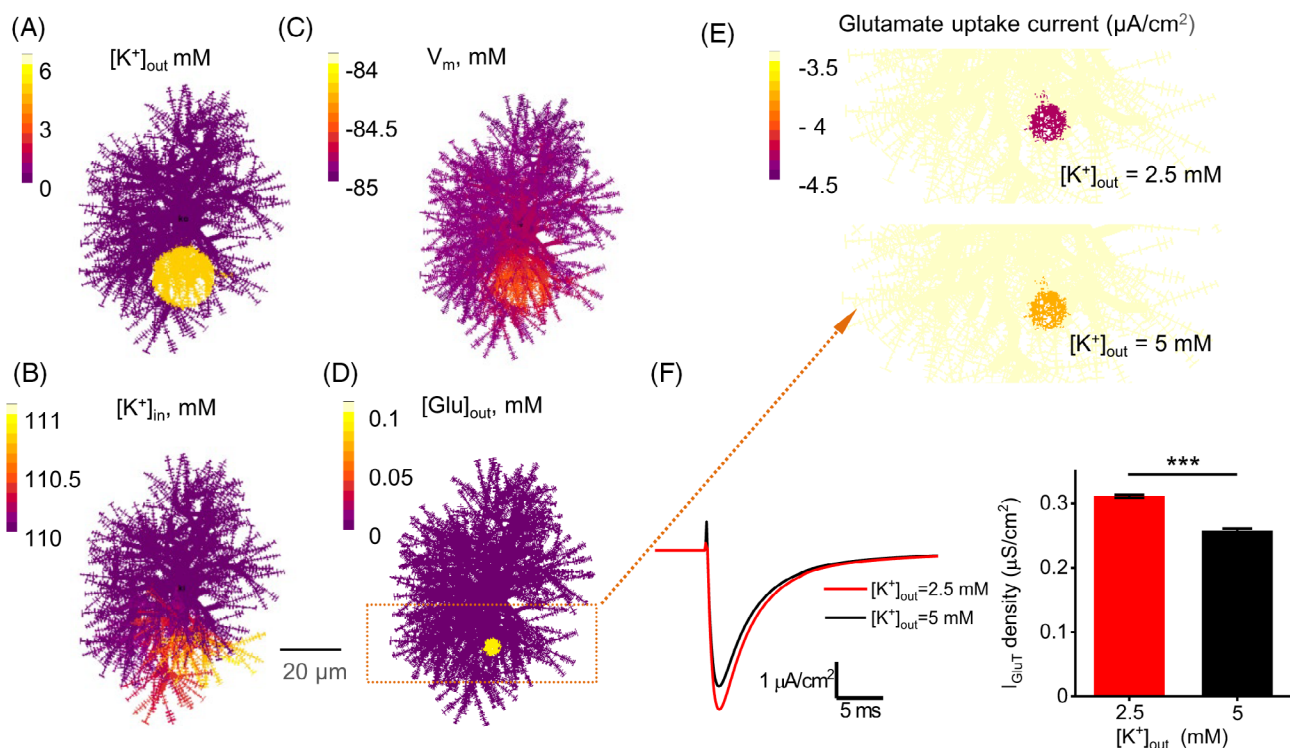 (A)
[K⁺]out mM
6
3
0
(C)
Vm, mM
-84
-84.5
-85
(E)
Glutamate uptake current (µA/cm²)
-3.5
- 4
-4.5
[K⁺]out = 2.5 mM
[K⁺]out = 5 mM
(B)
[K⁺]in, mM
111
110.5
110
20 µm
(D)
[Glu]out, mM
0.1
0.05
0
(F)
[K⁺]out=2.5 mM
[K⁺]out=5 mM
1 µA/cm²
5 ms
***
IGluT density (µS/cm²)
0.3
0.2
0.1
0
2.5
5
[K⁺]out (mM)